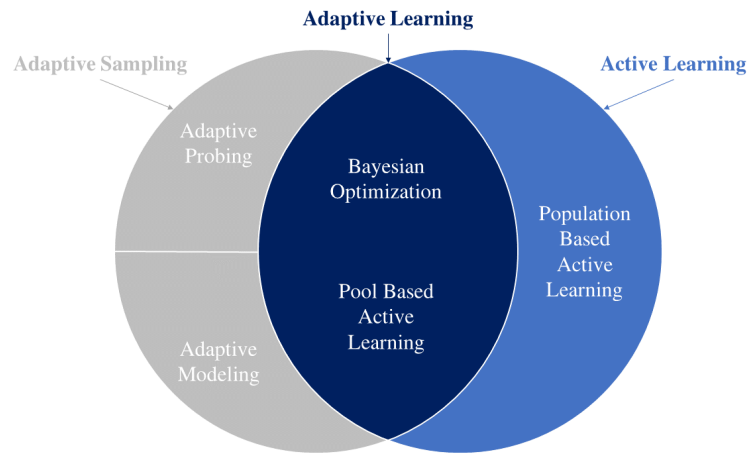 Adaptive Learning
Adaptive Sampling
Active Learning
Adaptive
Probing
Bayesian
Optimization
Population
Based
Active
Learning
Pool Based
Active
Learning
Adaptive
Modeling